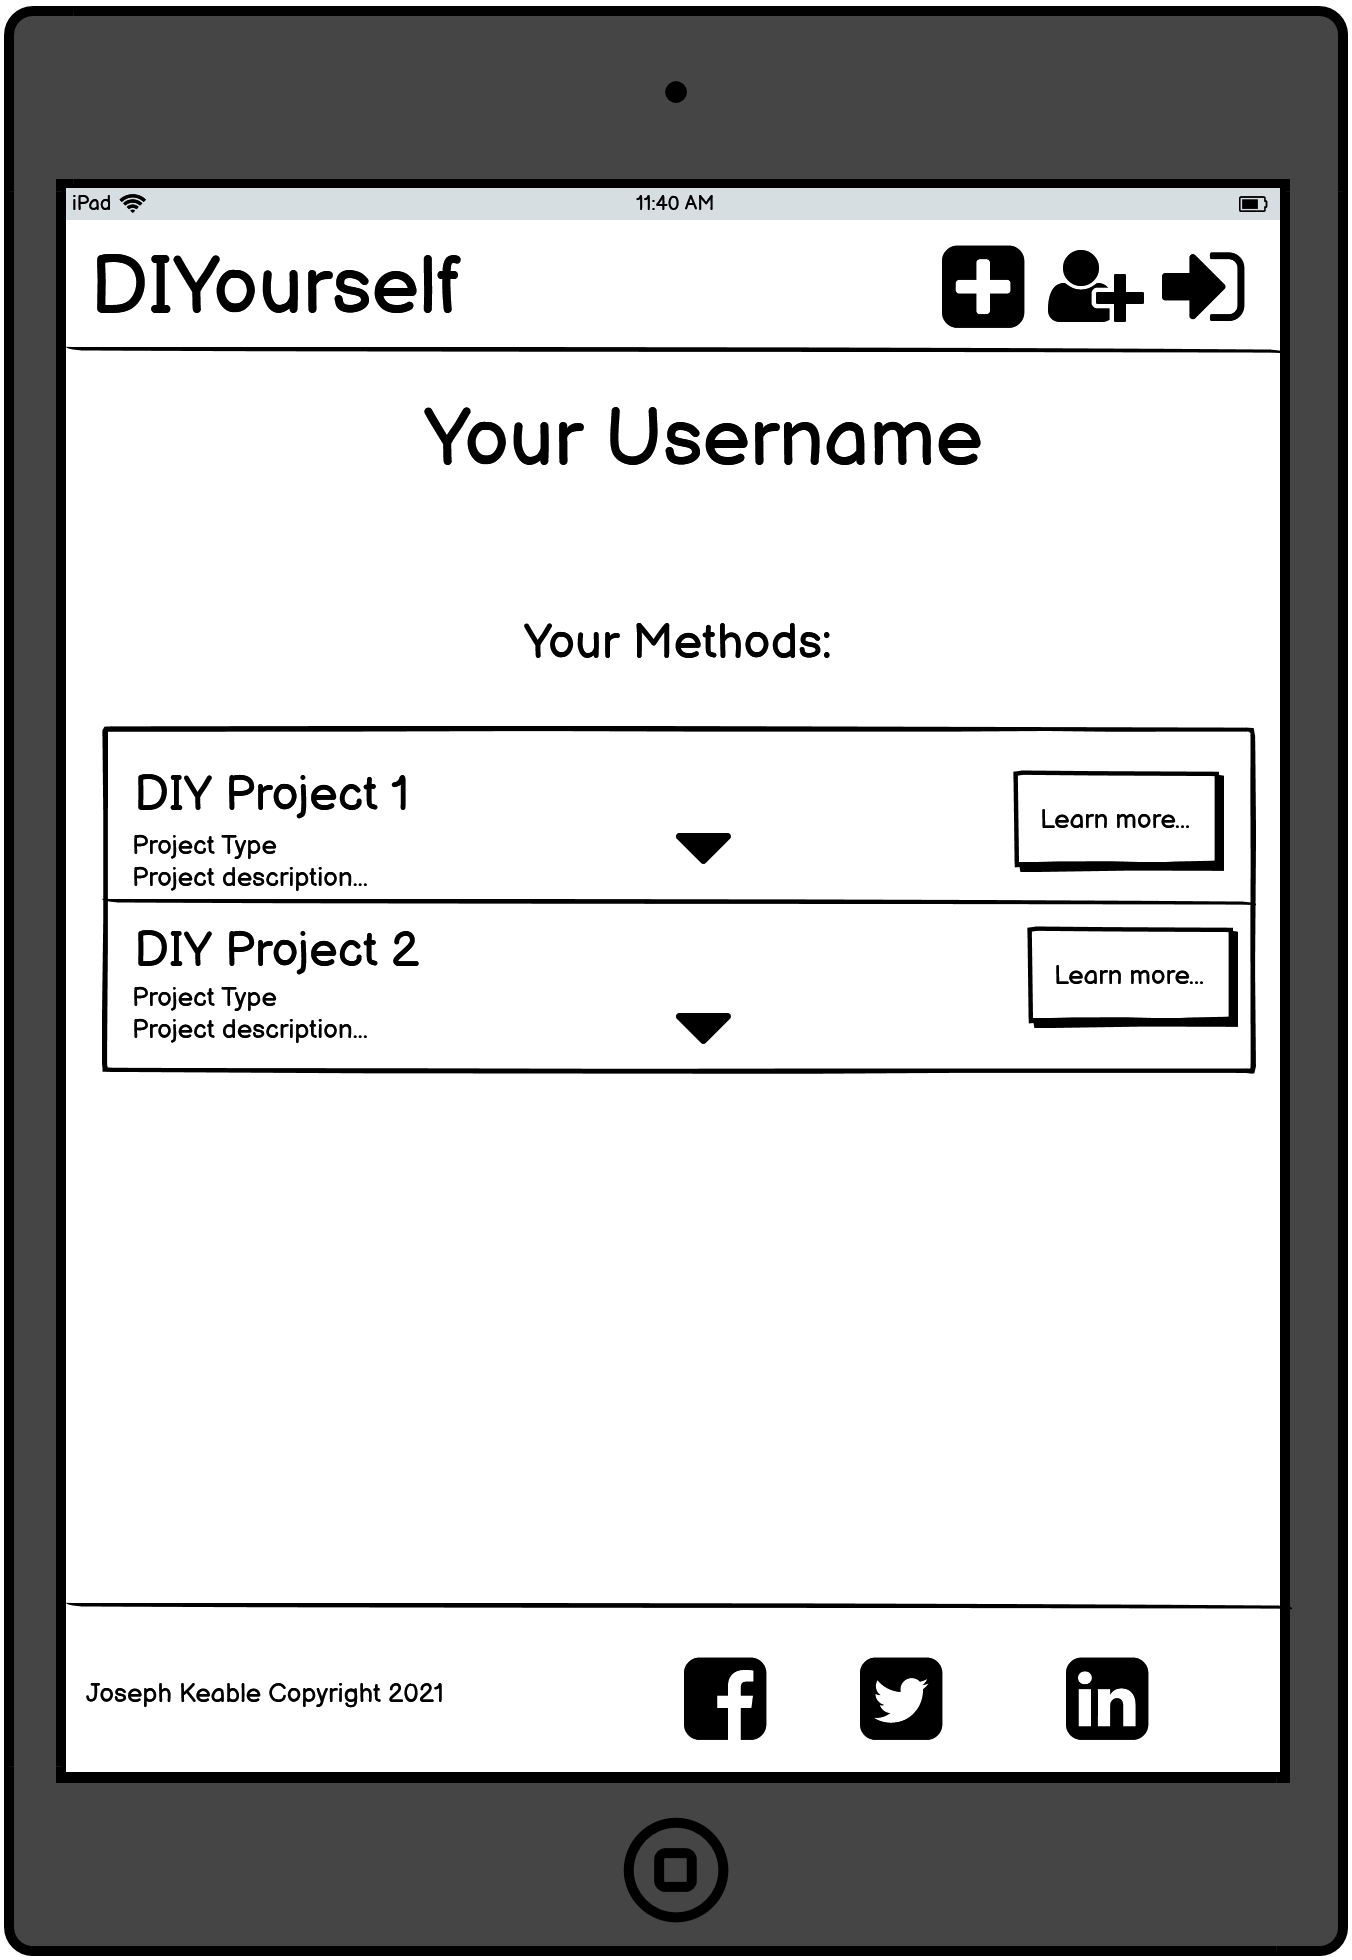 iPad
11:40 AM
DIYourself
Your Username
Your Methods:
DIY Project 1
Project Type
Project description...
Learn more...
DIY Project 2
Project Type
Project description...
Learn more...
Joseph Keable Copyright 2021
f
in